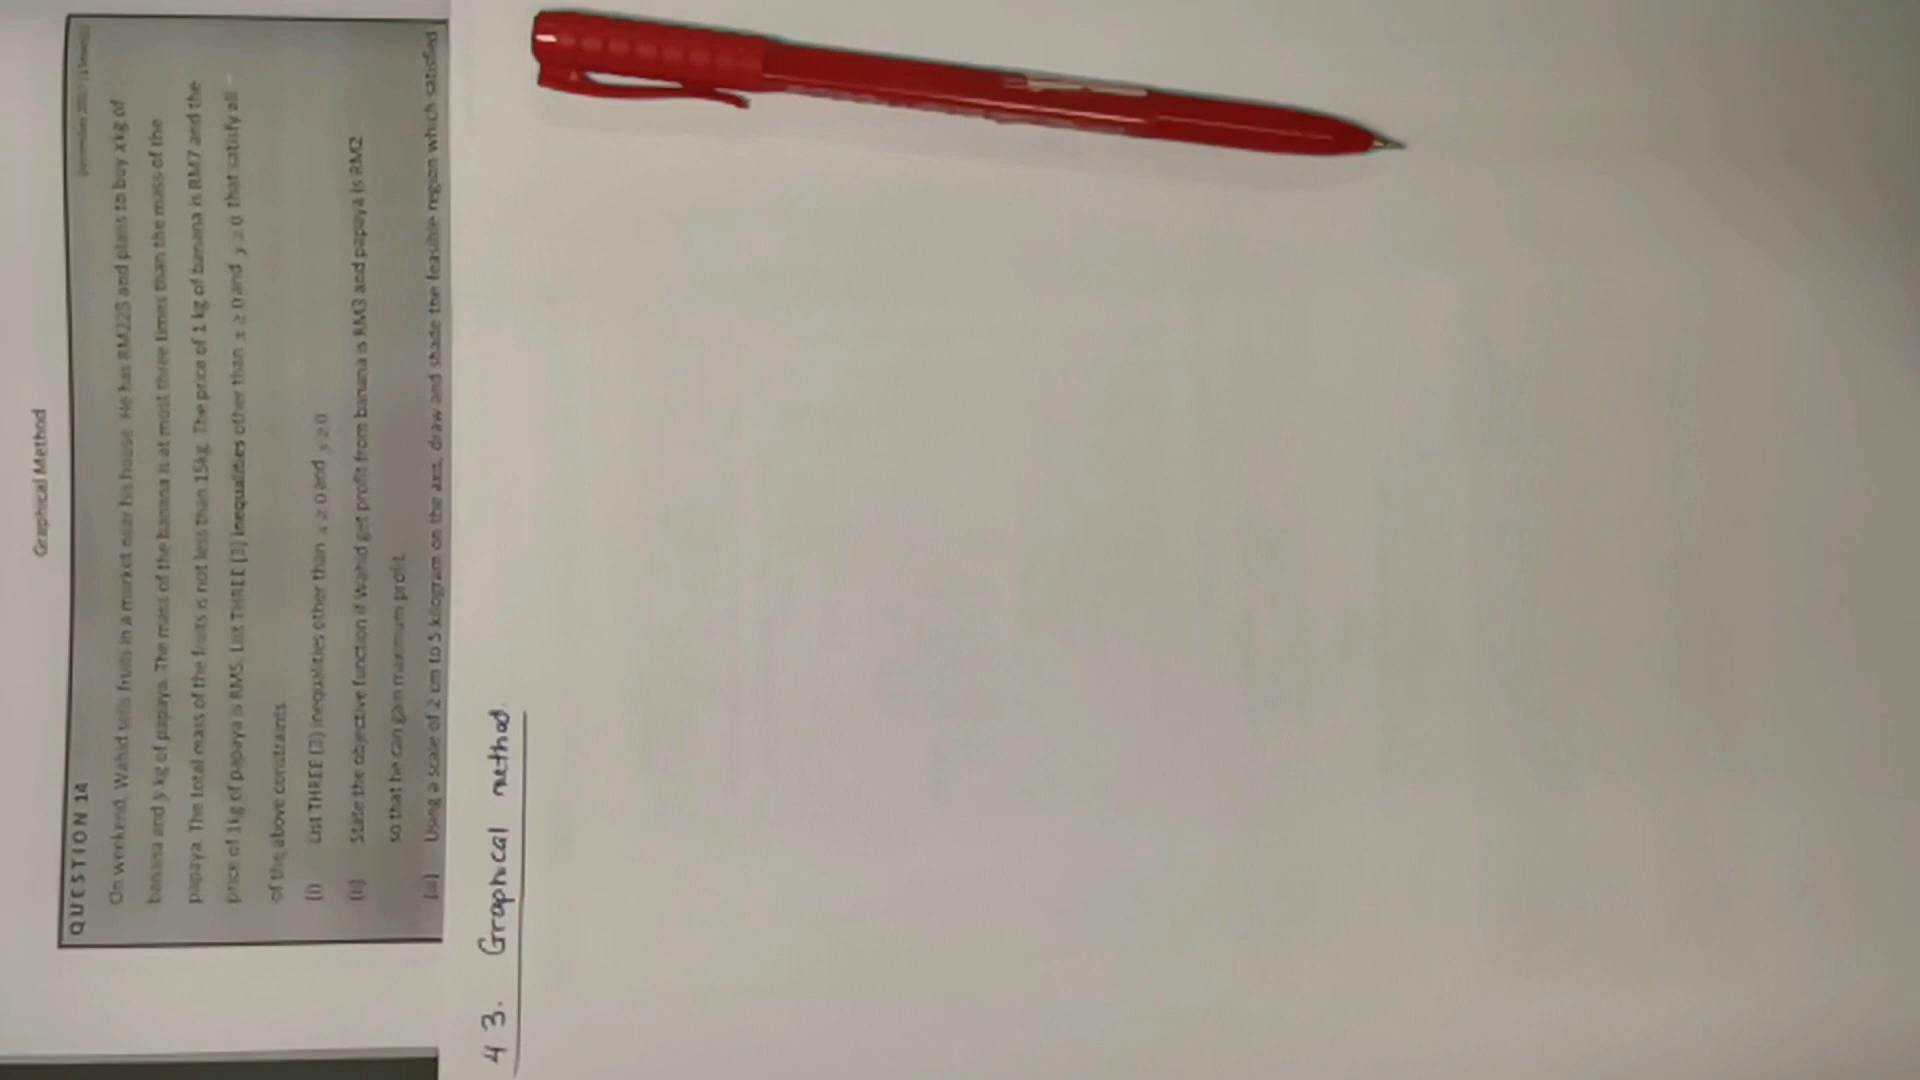 Graphical Method
QUESTION 14
On weekend, Wahid sells fruits in a market near his house. He has RM225 and plans to buy x kg of
banana and y kg of papaya. The mass of the banana is at most three times than the mass of the
papaya. The total mass of the fruits is not less than 15kg. The price of 1 kg of banana is RM7 and the
price of 1kg of papaya is RM5. List THREE (3) inequalities other than x ≥ 0 and y ≥ 0 that satisfy all
of the above constraints.
(i) List THREE (3) inequalities other than x ≥ 0 and y ≥ 0
(ii) State the objective function if Wahid get profit from banana is RM3 and papaya is RM2
so that he can gain maximum profit.
(iii) Using a scale of 2 cm to 5 kilogram on the axis, draw and shade the feasible region which satisfied
4 3. Graphical method.